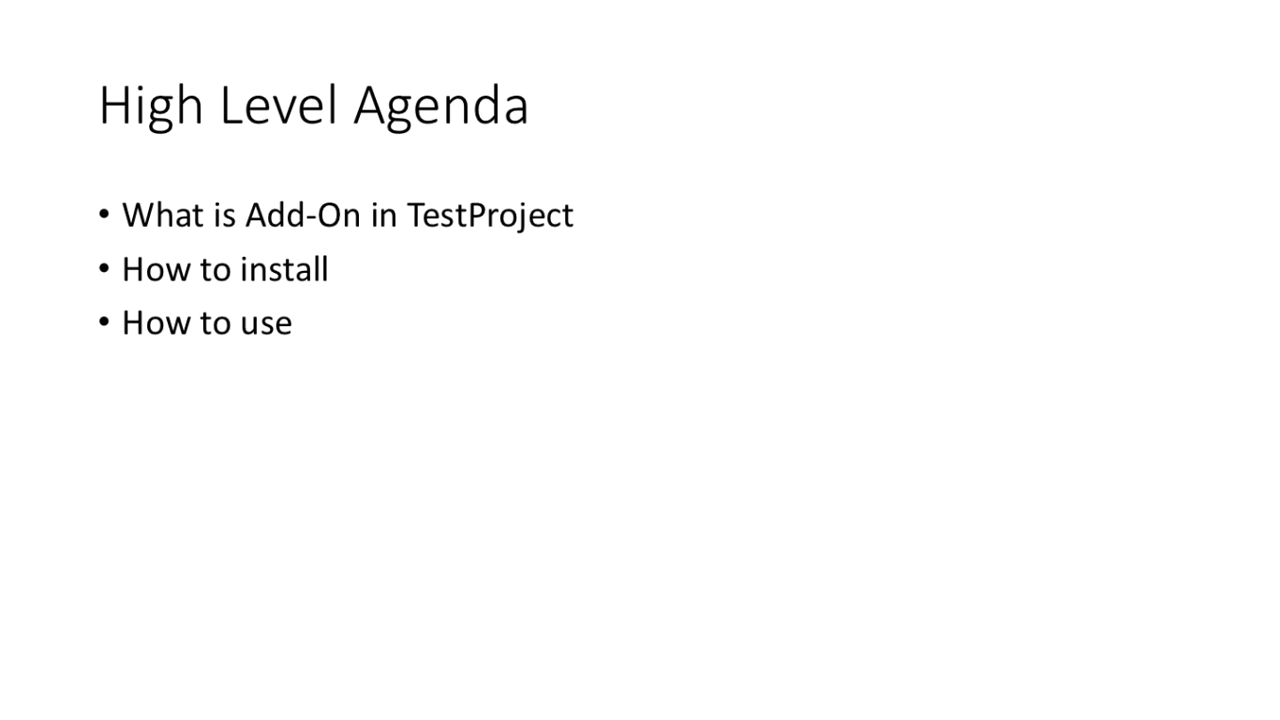 High Level Agenda
• What is Add-On in TestProject
• How to install
• How to use